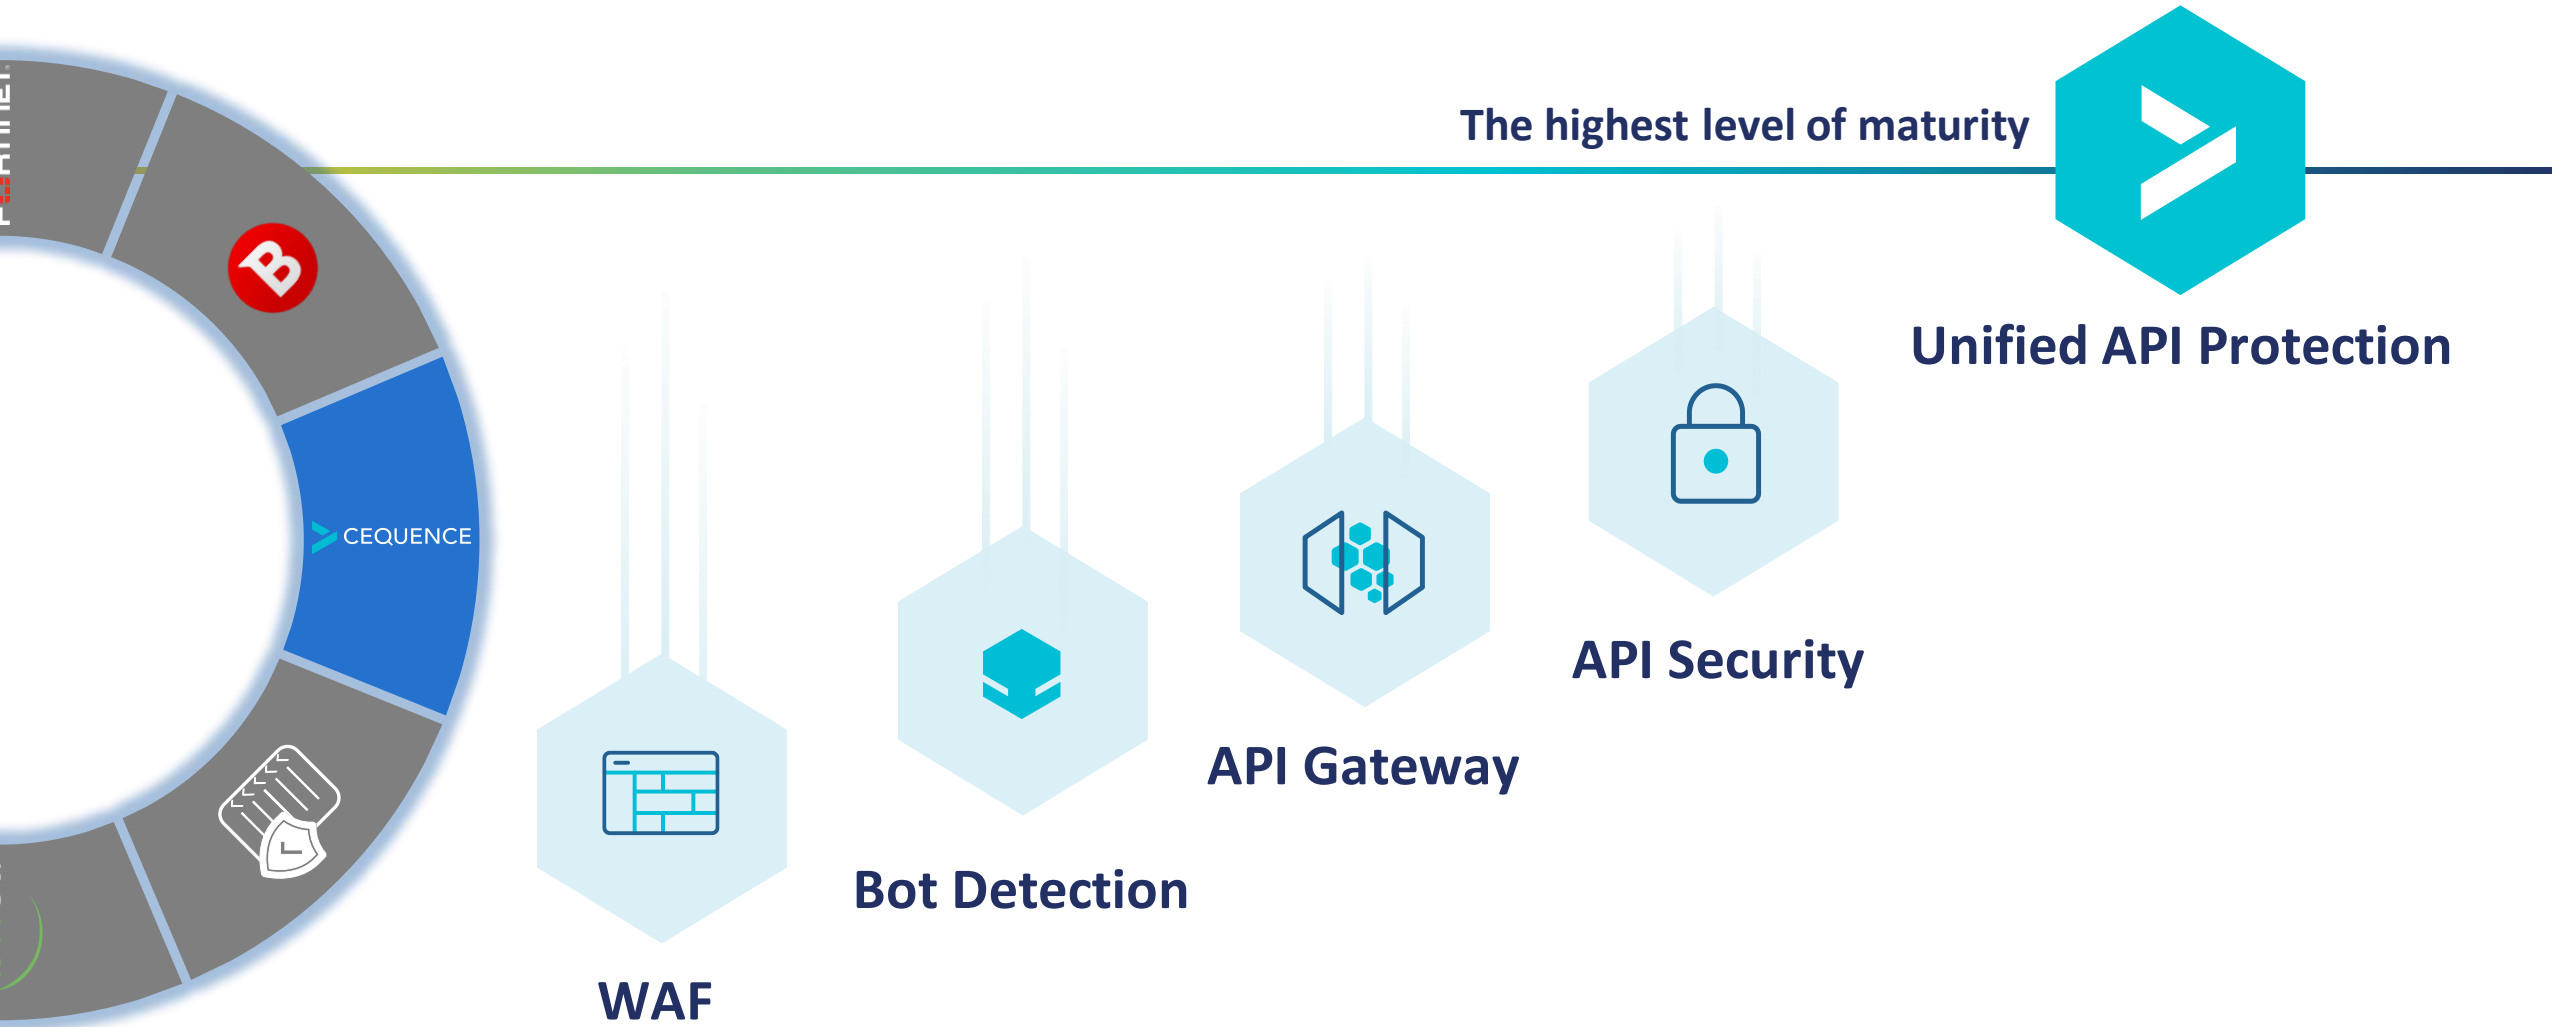 The highest level of maturity
Unified API Protection
CEQUENCE
API Security
API Gateway
Bot Detection
WAF
B